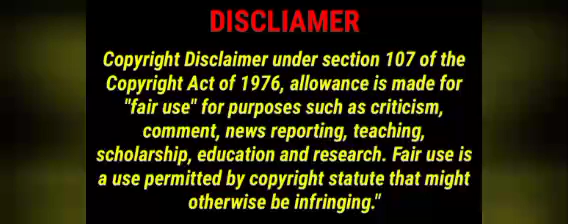 DISCLIAMER
Copyright Disclaimer under section 107 of the
Copyright Act of 1976, allowance is made for
"fair use" for purposes such as criticism,
comment, news reporting, teaching,
scholarship, education and research. Fair use is
a use permitted by copyright statute that might
otherwise be infringing."